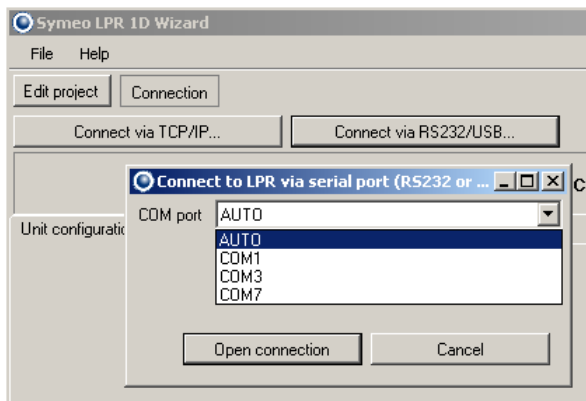 Symeo LPR 1D Wizard
File Help
Edit project Connection
Connect via TCP/IP... Connect via RS232/USB...
Connect to LPR via serial port (RS232 or ...
C
COM port AUTO
Unit configuratio
AUTO
COM1
COM3
COM7
Open connection Cancel